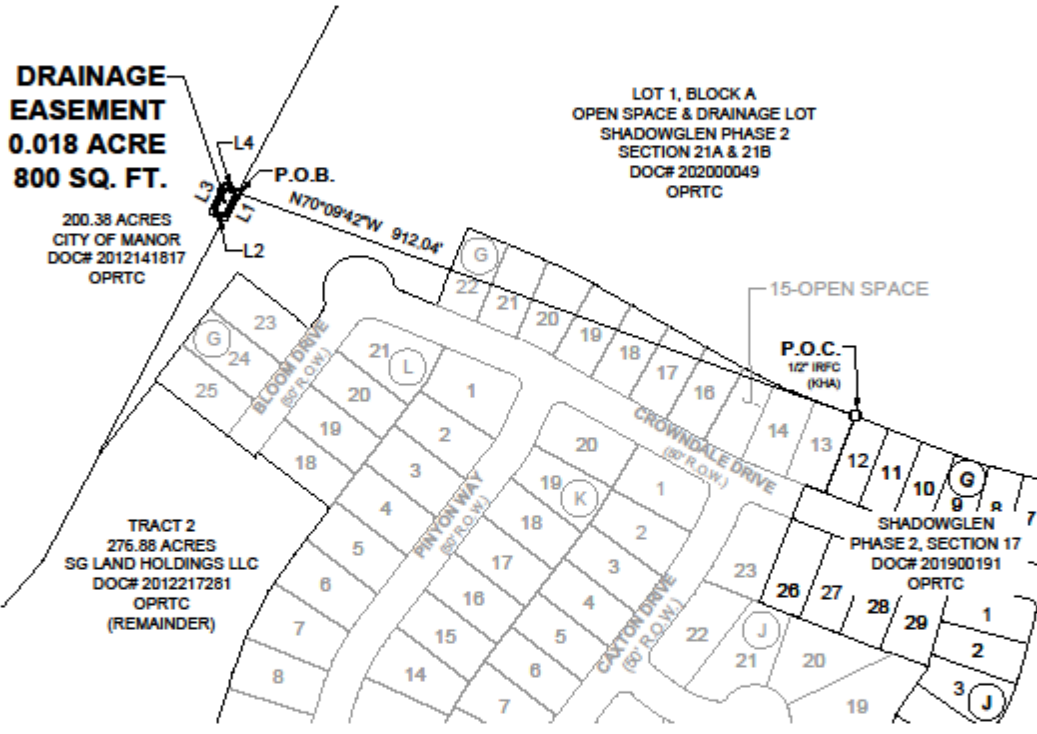 DRAINAGE
EASEMENT
0.018 ACRE
800 SQ. FT.
L4
P.O.B.
L3
L1
L2
N70°09'42"W 912.04'
200.38 ACRES
CITY OF MANOR
DOC# 2012141817
OPRTC
LOT 1, BLOCK A
OPEN SPACE & DRAINAGE LOT
SHADOWGLEN PHASE 2
SECTION 21A & 21B
DOC# 202000049
OPRTC
15-OPEN SPACE
P.O.C.
1/2" IRFC
(KHA)
G
22
21
20
19
18
17
16
14
13
12
11
10
G
9
8
7
G
23
24
25
BLOOM DRIVE
(50' R.O.W.)
21
L
20
19
18
1
2
3
4
5
6
7
8
PINYON WAY
(50' R.O.W.)
CROWNDALE DRIVE
(50' R.O.W.)
20
19
K
18
17
16
15
14
1
2
3
4
5
6
7
CAXTON DRIVE
(50' R.O.W.)
23
22
J
21
20
19
26
27
28
29
SHADOWGLEN
PHASE 2, SECTION 17
DOC# 201900191
OPRTC
1
2
3
J
TRACT 2
276.88 ACRES
SG LAND HOLDINGS LLC
DOC# 2012217281
OPRTC
(REMAINDER)